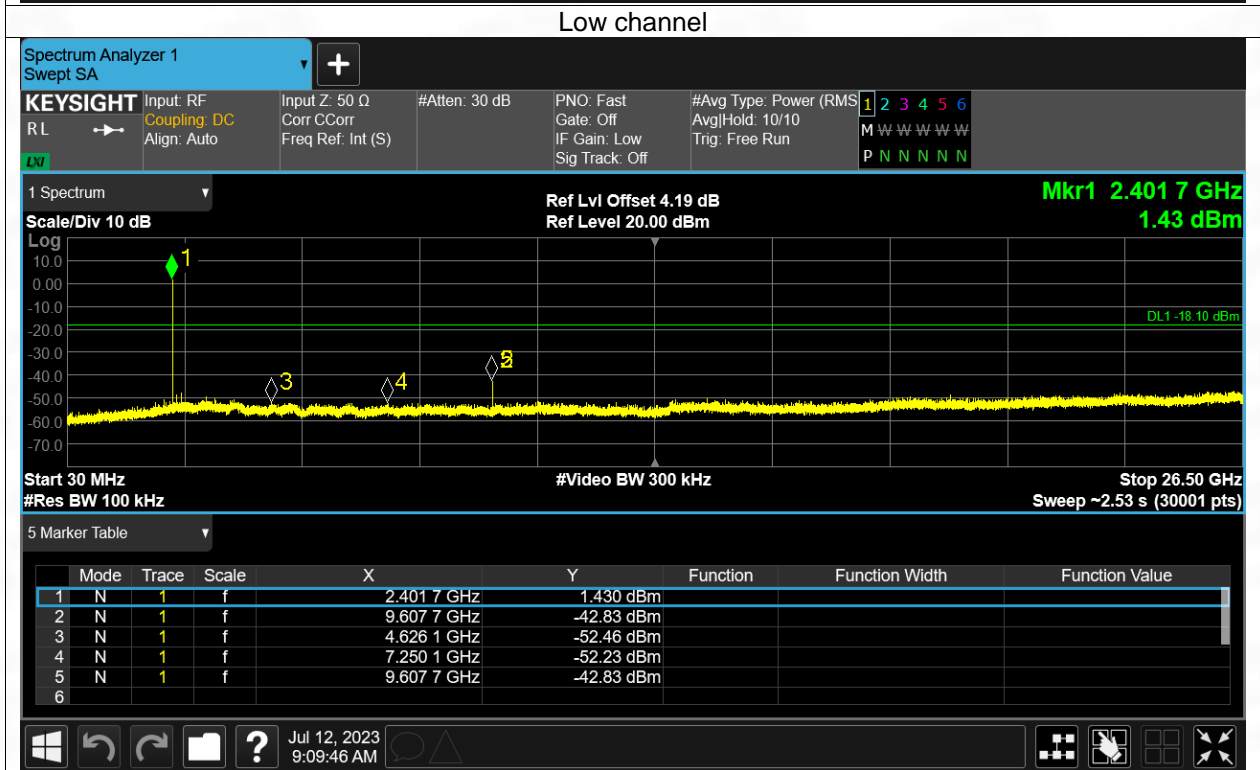 Low channel
Spectrum Analyzer 1
Swept SA
+
KEYSIGHT Input: RF Input Z: 50 Ω #Atten: 30 dB PNO: Fast #Avg Type: Power (RMS 1 2 3 4 5 6
RL Coupling: DC Corr CCorr Gate: Off Avg|Hold: 10/10 M W W W W W
Align: Auto Freq Ref: Int (S) IF Gain: Low Trig: Free Run
LXI Sig Track: Off P N N N N N
1 Spectrum Ref Lvl Offset 4.19 dB Mkr1 2.401 7 GHz
Scale/Div 10 dB Ref Level 20.00 dBm 1.43 dBm
Log
1
10.0
0.00
-10.0
DL1 -18.10 dBm
-20.0
-30.0
3 4
-40.0
-50.0
-60.0
-70.0
Start 30 MHz #Video BW 300 kHz Stop 26.50 GHz
#Res BW 100 kHz Sweep ~2.53 s (30001 pts)
5 Marker Table
Mode Trace Scale X Y Function Function Width Function Value
1 N 1 f 2.401 7 GHz 1.430 dBm
2 N 1 f 9.607 7 GHz -42.83 dBm
3 N 1 f 4.626 1 GHz -52.46 dBm
4 N 1 f 7.250 1 GHz -52.23 dBm
5 N 1 f 9.607 7 GHz -42.83 dBm
6
? Jul 12, 2023
9:09:46 AM